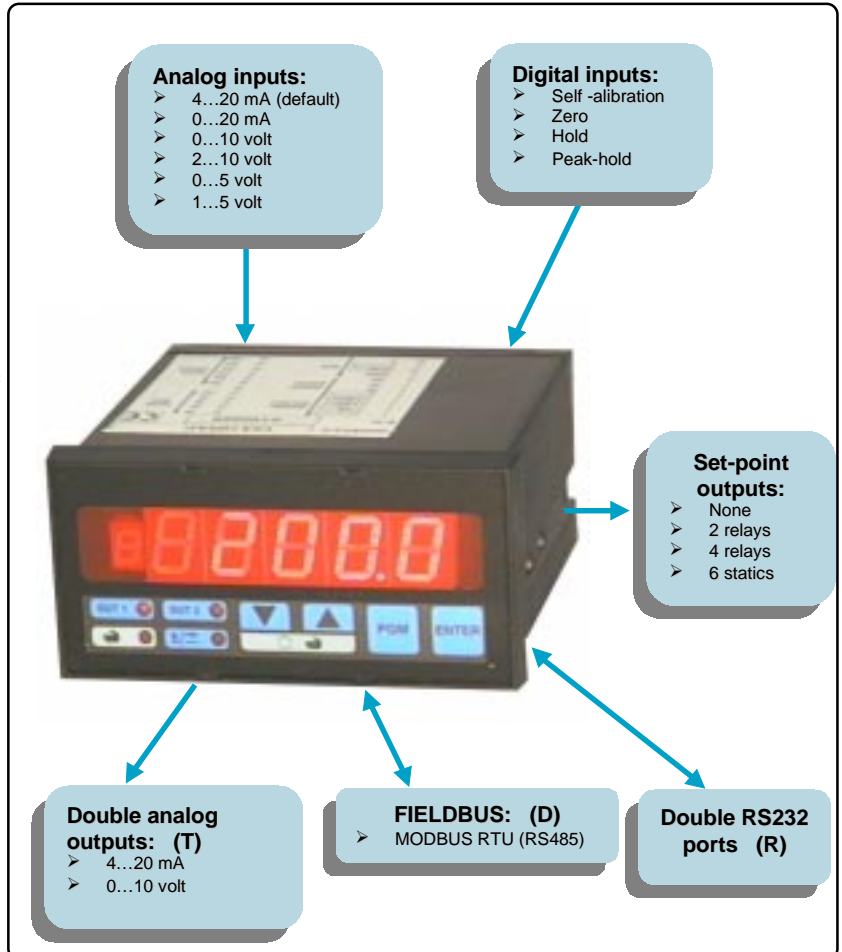 Analog inputs:
➢ 4…20 mA (default)
➢ 0…20 mA
➢ 0…10 volt
➢ 2…10 volt
➢ 0…5 volt
➢ 1…5 volt
Digital inputs:
➢ Self -alibration
➢ Zero
➢ Hold
➢ Peak-hold
Set-point
outputs:
➢ None
➢ 2 relays
➢ 4 relays
➢ 6 statics
200.0
OUT 1
OUT 2
PGM
ENTER
Double analog
outputs: (T)
➢ 4…20 mA
➢ 0…10 volt
FIELDBUS: (D)
➢ MODBUS RTU (RS485)
Double RS232
ports (R)